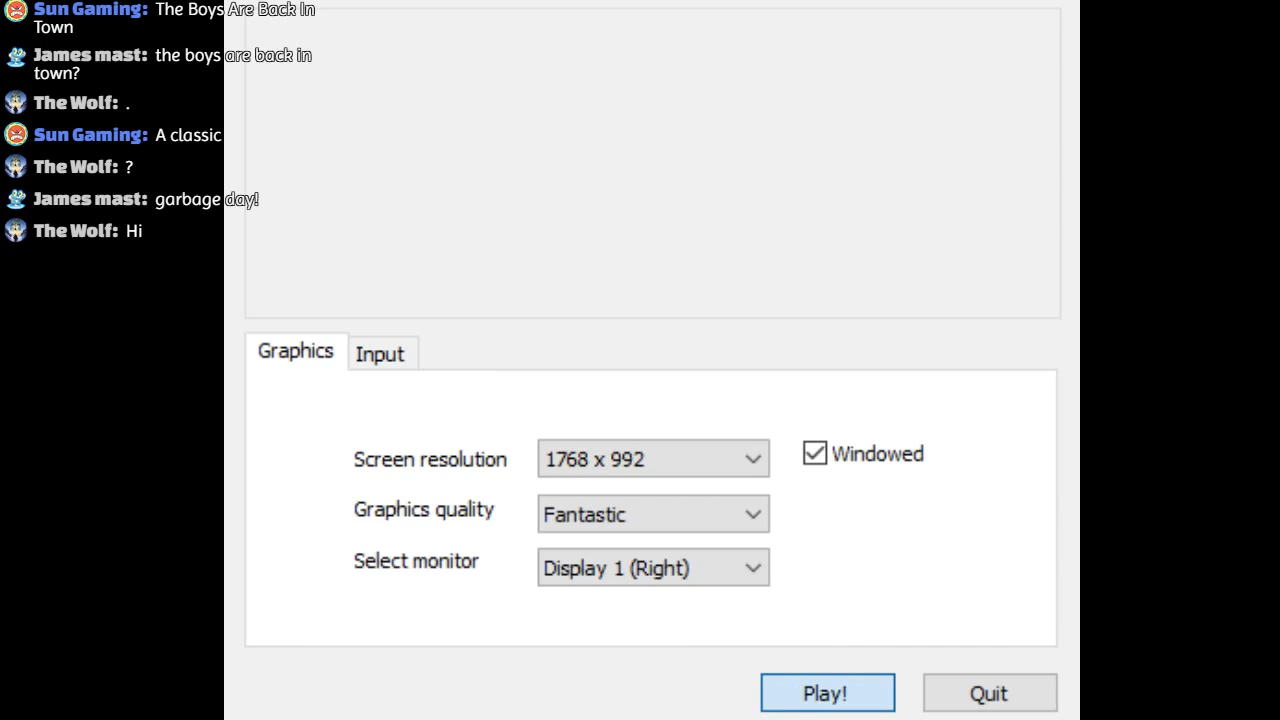 Sun Gaming: The Boys Are Back In
Town
James mast: the boys are back in
town?
The Wolf: .
Sun Gaming: A classic
The Wolf: ?
James mast: garbage day!
The Wolf: Hi
Graphics
Input
Screen resolution
1768 x 992
Windowed
Graphics quality
Fantastic
Select monitor
Display 1 (Right)
Play!
Quit